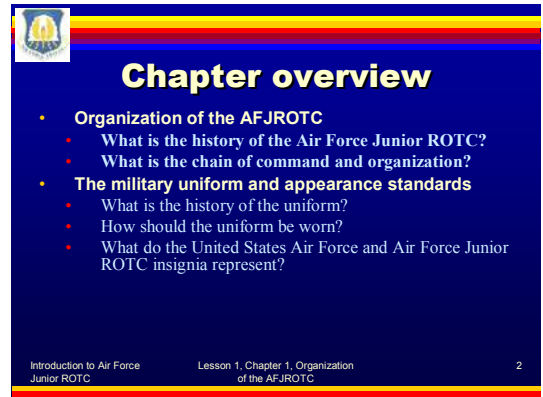 Chapter overview
• Organization of the AFJROTC
• What is the history of the Air Force Junior ROTC?
• What is the chain of command and organization?
• The military uniform and appearance standards
• What is the history of the uniform?
• How should the uniform be worn?
• What do the United States Air Force and Air Force Junior
ROTC insignia represent?
Introduction to Air Force
Junior ROTC
Lesson 1, Chapter 1, Organization
of the AFJROTC
2